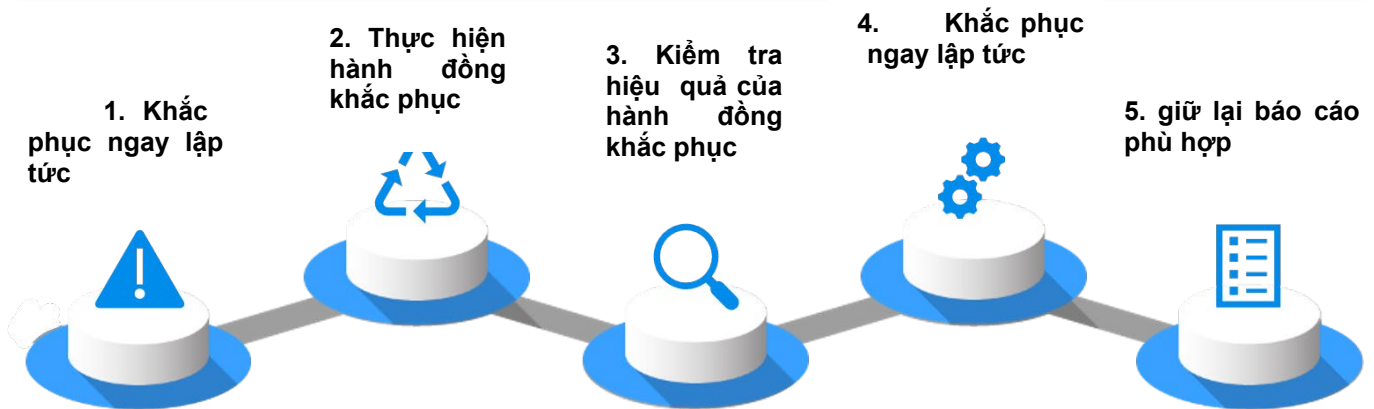 1. Khắc
phục ngay lập
tức
2. Thực hiện
hành đồng
khắc phục
3. Kiểm tra
hiệu quả của
hành đồng
khắc phục
4. Khắc phục
ngay lập tức
5. giữ lại báo cáo
phù hợp